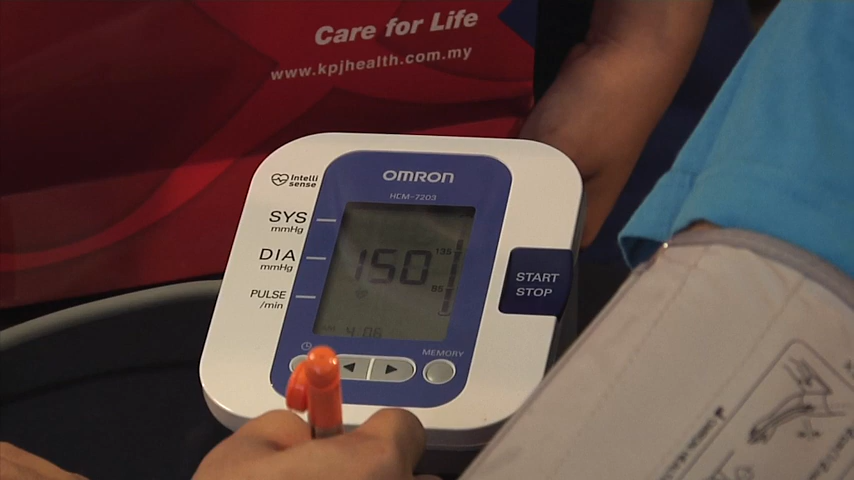 Care for Life
www.kpjhealth.com.my
Intelli
sense
OMRON
HEM-7203
SYS
mmHg
DIA
mmHg
PULSE
/min
135
150
85
4:06
START
STOP
MEMORY